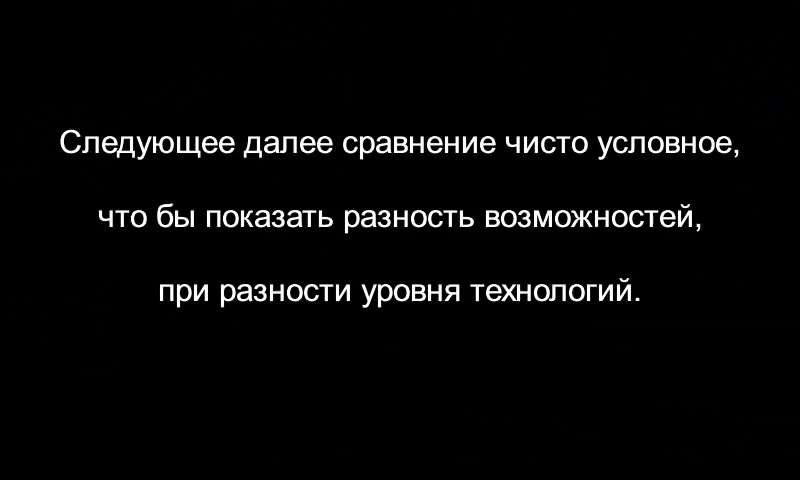 Следующее далее сравнение чисто условное,
что бы показать разность возможностей,
при разности уровня технологий.